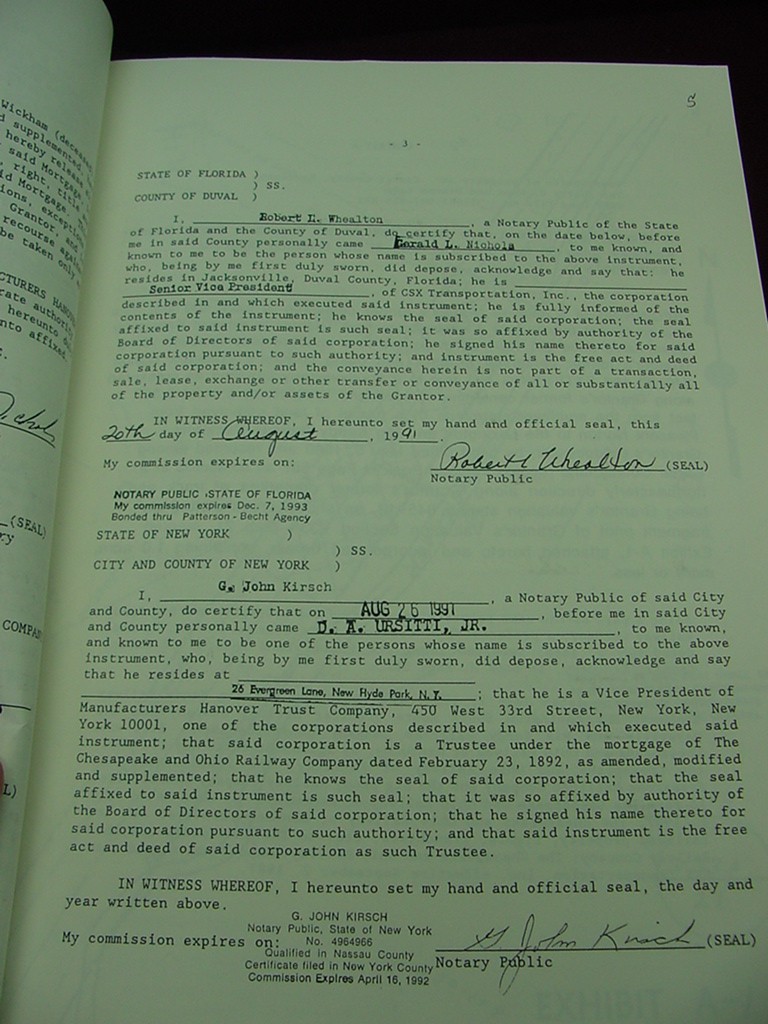 5
- 3 -
STATE OF FLORIDA )
) SS.
COUNTY OF DUVAL )
I, Robert L. Whealton, a Notary Public of the State
of Florida and the County of Duval, do certify that, on the date below, before
me in said County personally came Gerald L. Nichols, to me known, and
known to me to be the person whose name is subscribed to the above instrument,
who, being by me first duly sworn, did depose, acknowledge and say that: he
resides in Jacksonville, Duval County, Florida; he is
Senior Vice President, of CSX Transportation, Inc., the corporation
described in and which executed said instrument; he is fully informed of the
contents of the instrument; he knows the seal of said corporation; the seal
affixed to said instrument is such seal; it was so affixed by authority of the
Board of Directors of said corporation; he signed his name thereto for said
corporation pursuant to such authority; and instrument is the free act and deed
of said corporation; and the conveyance herein is not part of a transaction,
sale, lease, exchange or other transfer or conveyance of all or substantially all
of the property and/or assets of the Grantor.
IN WITNESS WHEREOF, I hereunto set my hand and official seal, this
20th day of August, 1991.
My commission expires on: Robert L Whealton (SEAL)
Notary Public
NOTARY PUBLIC STATE OF FLORIDA
My commission expires Dec. 7, 1993
Bonded thru Patterson - Becht Agency
STATE OF NEW YORK )
) SS.
CITY AND COUNTY OF NEW YORK )
I, G. John Kirsch, a Notary Public of said City
and County, do certify that on AUG 26 1991, before me in said City
and County personally came D. A. URSITTI, JR., to me known,
and known to me to be one of the persons whose name is subscribed to the above
instrument, who, being by me first duly sworn, did depose, acknowledge and say
that he resides at
26 Evergreen Lane, New Hyde Park, N.Y.; that he is a Vice President of
Manufacturers Hanover Trust Company, 450 West 33rd Street, New York, New
York 10001, one of the corporations described in and which executed said
instrument; that said corporation is a Trustee under the mortgage of The
Chesapeake and Ohio Railway Company dated February 23, 1892, as amended, modified
and supplemented; that he knows the seal of said corporation; that the seal
affixed to said instrument is such seal; that it was so affixed by authority of
the Board of Directors of said corporation; that he signed his name thereto for
said corporation pursuant to such authority; and that said instrument is the free
act and deed of said corporation as such Trustee.
IN WITNESS WHEREOF, I hereunto set my hand and official seal, the day and
year written above.
G. JOHN KIRSCH
Notary Public, State of New York
My commission expires on: No. 4964966 G John Kirsch (SEAL)
Qualified in Nassau County
Certificate filed in New York County Notary Public
Commission Expires April 16, 1992